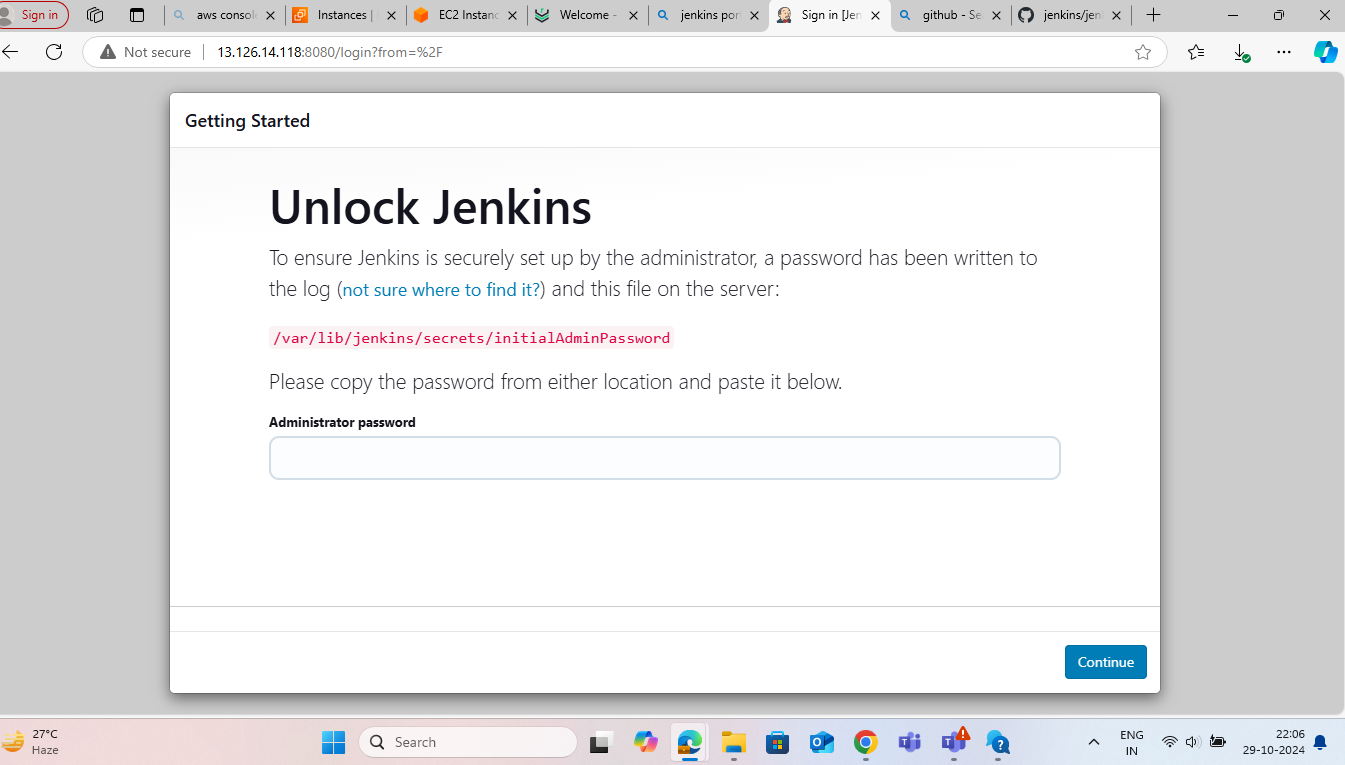 Sign in
aws consol
Instances |
EC2 Instanc
Welcome -
jenkins por
Sign in [Jen
github - Se
jenkins/jen
Not secure
13.126.14.118:8080/login?from=%2F
Getting Started
Unlock Jenkins
To ensure Jenkins is securely set up by the administrator, a password has been written to
the log (not sure where to find it?) and this file on the server:
/var/lib/jenkins/secrets/initialAdminPassword
Please copy the password from either location and paste it below.
Administrator password
Continue
27°C
Haze
Search
ENG
IN
22:06
29-10-2024